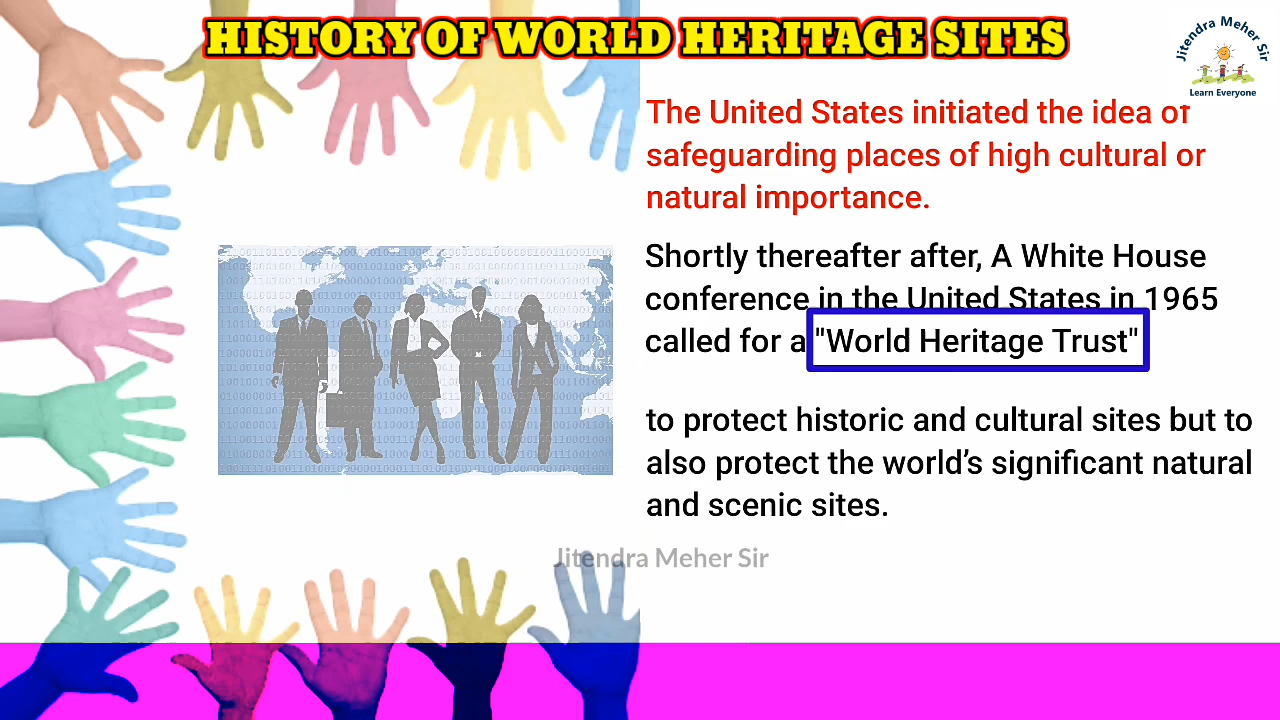 HISTORY OF WORLD HERITAGE SITES
Jitendra Meher Sir
Learn Everyone
The United States initiated the idea of
safeguarding places of high cultural or
natural importance.
Shortly thereafter after, A White House
conference in the United States in 1965
called for a "World Heritage Trust"
to protect historic and cultural sites but to
also protect the world’s significant natural
and scenic sites.
Jitendra Meher Sir